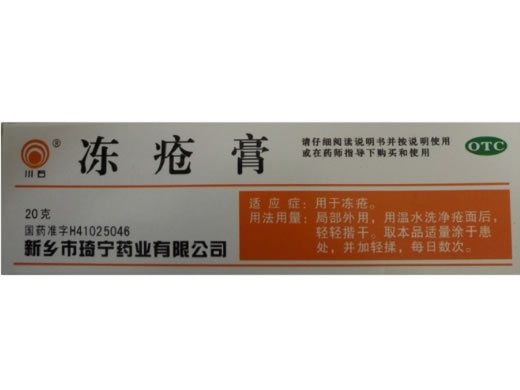 川石®
冻疮膏
请仔细阅读说明书并按说明使用
或在药师指导下购买和使用
OTC
20克
国药准字H41025046
新乡市琦宁药业有限公司
适应症：用于冻疮。
用法用量：局部外用，用温水洗净疮面后，
轻轻揩干。取本品适量涂于患
处，并加轻揉，每日数次。